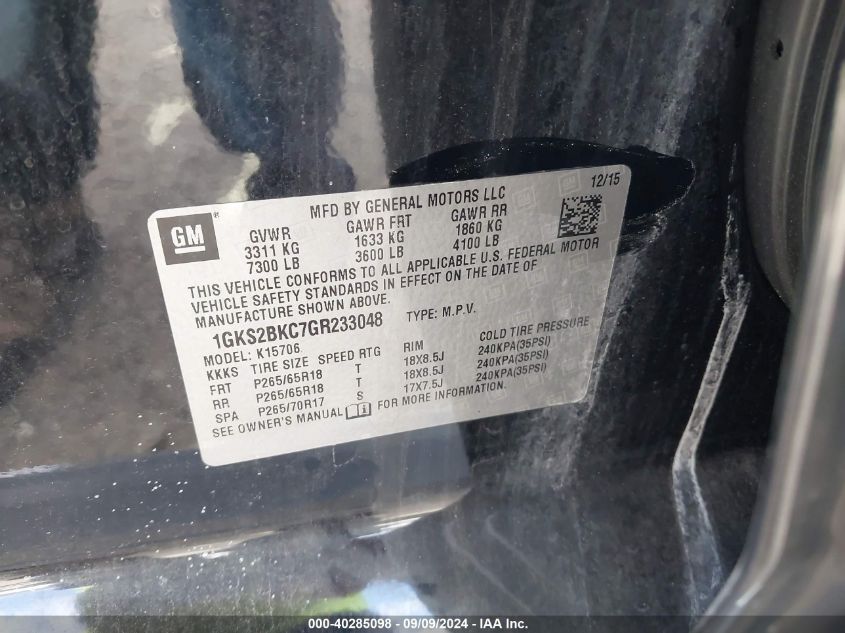 MFD BY GENERAL MOTORS LLC
12/15
GM
GVWR GAWR FRT GAWR RR
3311 KG 1633 KG 1860 KG
7300 LB 3600 LB 4100 LB
THIS VEHICLE CONFORMS TO ALL APPLICABLE U.S. FEDERAL MOTOR
VEHICLE SAFETY STANDARDS IN EFFECT ON THE DATE OF
MANUFACTURE SHOWN ABOVE.
1GKS2BKC7GR233048 TYPE: M.P.V.
MODEL: K15706
KKKS TIRE SIZE SPEED RTG RIM COLD TIRE PRESSURE
FRT P265/65R18 T 18X8.5J 240KPA(35PSI)
RR P265/65R18 T 18X8.5J 240KPA(35PSI)
SPA P265/70R17 S 17X7.5J 240KPA(35PSI)
SEE OWNER'S MANUAL FOR MORE INFORMATION.
000-40285098 - 09/09/2024 - IAA Inc.